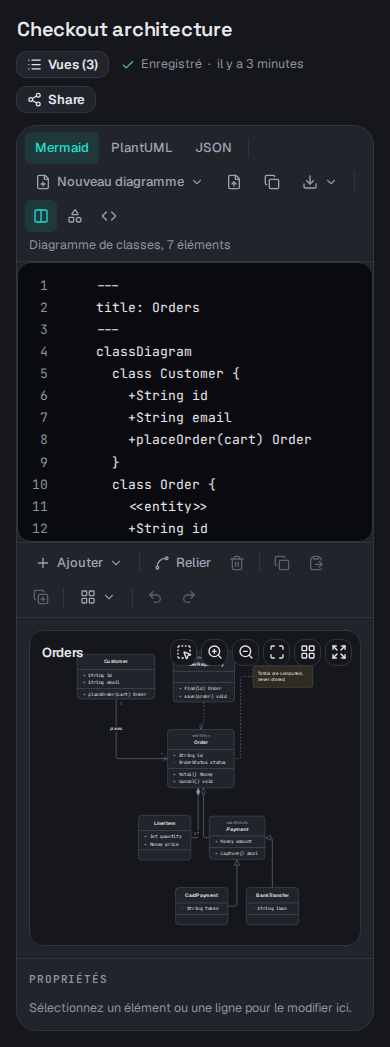 Checkout architecture
Vues (3)
Enregistré · il y a 3 minutes
Share
Mermaid PlantUML JSON
Nouveau diagramme
Diagramme de classes, 7 éléments
1 ---
2 title: Orders
3 ---
4 classDiagram
5 class Customer {
6 +String id
7 +String email
8 +placeOrder(cart) Order
9 }
10 class Order {
11 <<entity>>
12 +String id
Ajouter
Relier
Orders
Customer
+ String id
+ String email
+ placeOrder(cart) Order
+ find(id) Order
+ save(order) void
Totals are computed,
never stored
places
Order
+ String id
- OrderStatus status
+ total() Money
+ cancel() void
LineItem
+ int quantity
+ Money price
Payment
+ Money amount
+ capture() bool
CardPayment
- String token
BankTransfer
- String iban
PROPRIÉTÉS
Sélectionnez un élément ou une ligne pour le modifier ici.